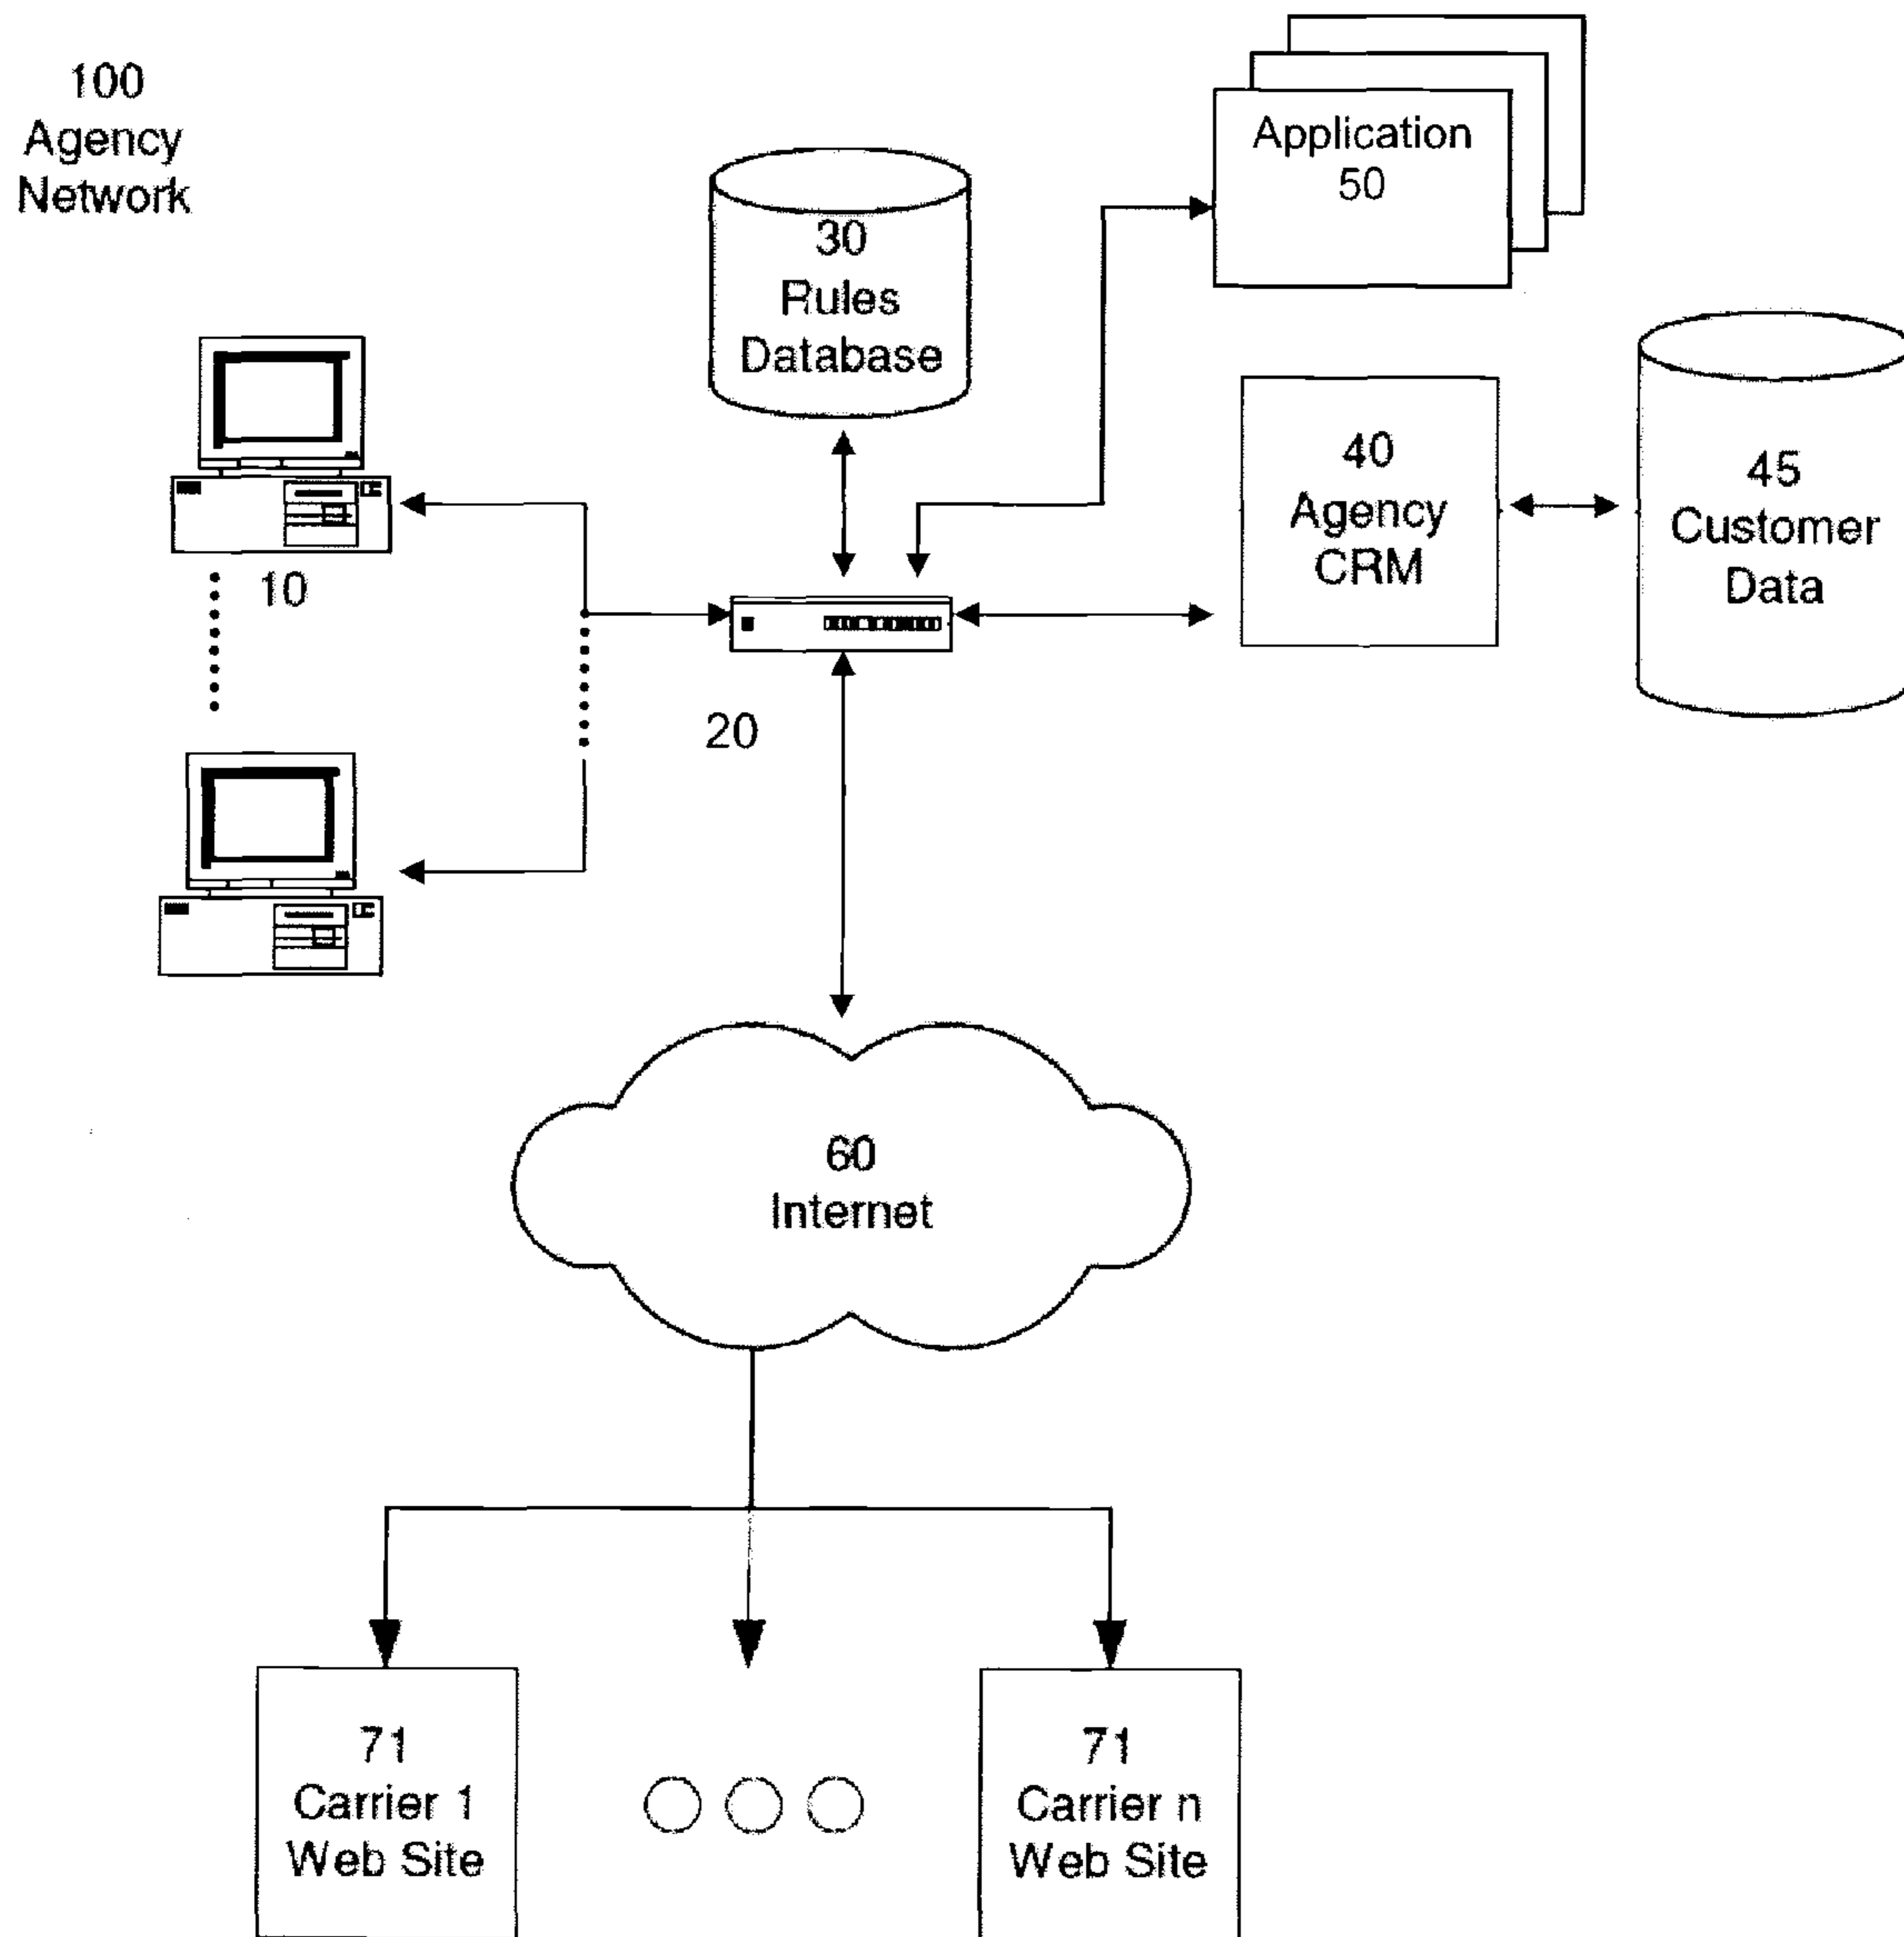 100
Agency
Network
Application
50
30
Rules
Database
40
Agency
CRM
45
Customer
Data
10
20
60
Internet
71
Carrier 1
Web Site
71
Carrier n
Web Site